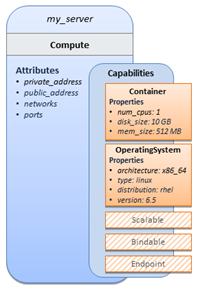 my_server
Compute
Attributes
• private_address
• public_address
• networks
• ports
Capabilities
Container
Properties
• num_cpus: 1
• disk_size: 10 GB
• mem_size: 512 MB
OperatingSystem
Properties
• architecture: x86_64
• type: linux
• distribution: rhel
• version: 6.5
Scalable
Bindable
Endpoint